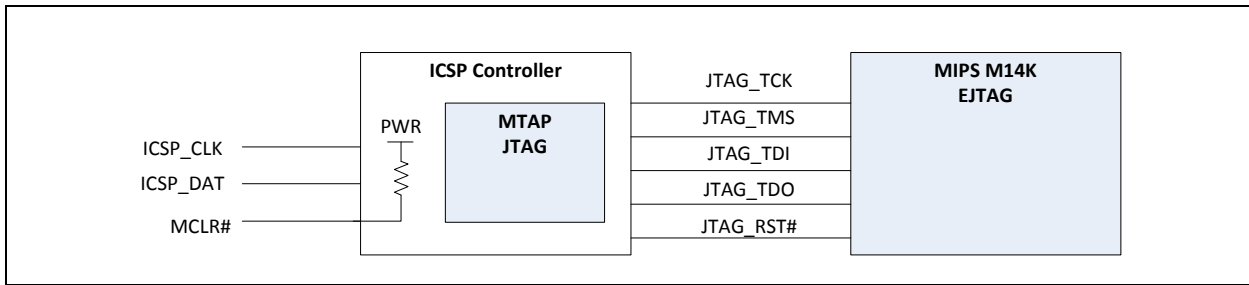 ICSP Controller
MIPS M14K
EJTAG
MTAP
JTAG
PWR
ICSP_CLK
ICSP_DAT
MCLR#
JTAG_TCK
JTAG_TMS
JTAG_TDI
JTAG_TDO
JTAG_RST#